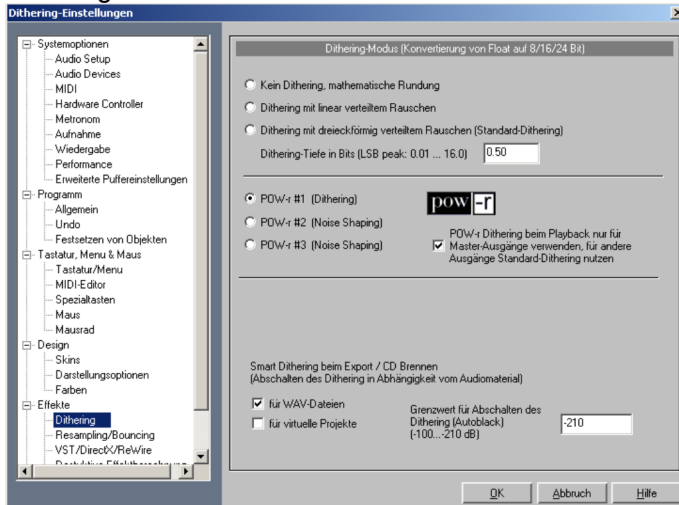 Dithering-Einstellungen
Systemoptionen
Audio Setup
Audio Devices
MIDI
Hardware Controller
Metronom
Aufnahme
Wiedergabe
Performance
Erweiterte Puffereinstellungen
Programm
Allgemein
Undo
Festsetzen von Objekten
Tastatur, Menu & Maus
Tastatur/Menu
MIDI-Editor
Spezialtasten
Maus
Mausrad
Design
Skins
Darstellungsoptionen
Farben
Effekte
Dithering
Resampling/Bouncing
VST/DirectX/ReWire
Dithering-Modus (Konvertierung von Float auf 8/16/24 Bit)
Kein Dithering, mathematische Rundung
Dithering mit linear verteiltem Rauschen
Dithering mit dreieckförmig verteiltem Rauschen (Standard-Dithering)
Dithering-Tiefe in Bits (LSB peak: 0.01 ... 16.0) 0.50
POW-r #1 (Dithering)
pow-r
POW-r #2 (Noise Shaping)
POW-r #3 (Noise Shaping)
POW-r Dithering beim Playback nur für
Master-Ausgänge verwenden, für andere
Ausgänge Standard-Dithering nutzen
Smart Dithering beim Export / CD Brennen
(Abschalten des Dithering in Abhängigkeit vom Audiomaterial)
für WAV-Dateien
für virtuelle Projekte
Grenzwert für Abschalten des
Dithering (Autoblack)
(-100...-210 dB)
-210
OK Abbruch Hilfe